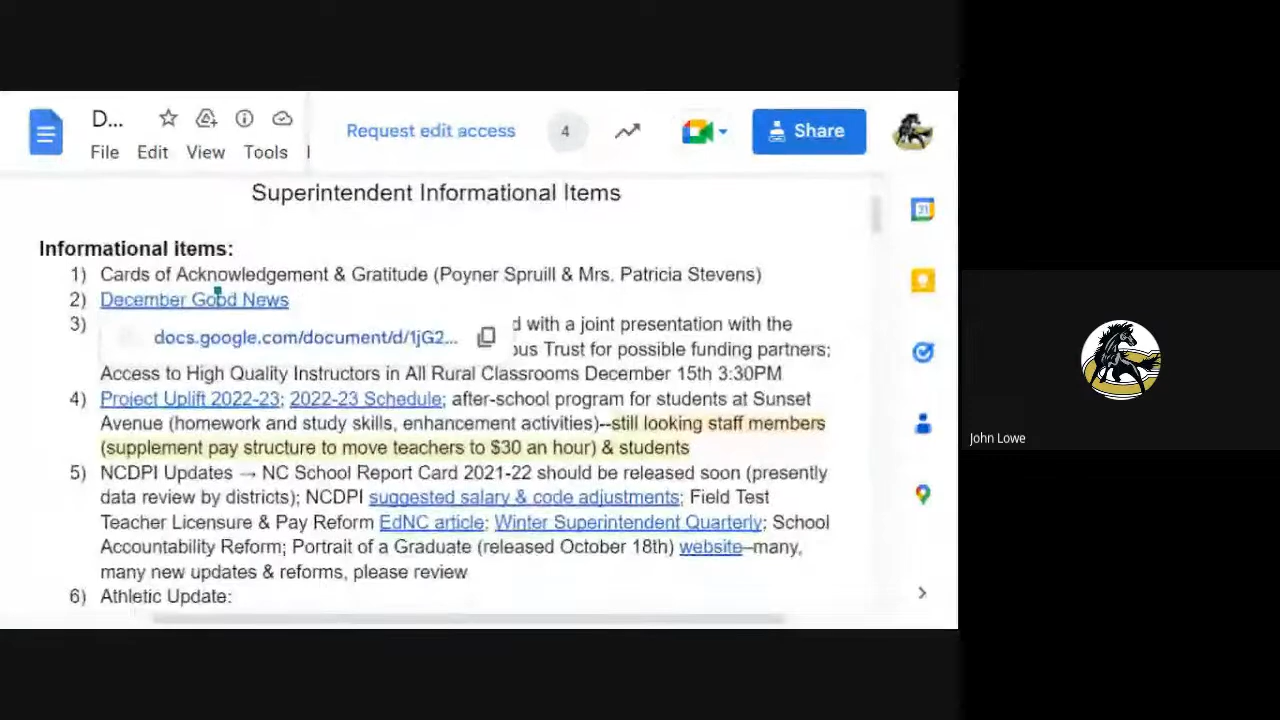 D...
Request edit access
4
Share
File Edit View Tools
Superintendent Informational Items
Informational items:
1) Cards of Acknowledgement & Gratitude (Poyner Spruill & Mrs. Patricia Stevens)
2) December Good News
3) d with a joint presentation with the
docs.google.com/document/d/1jG2...
ous Trust for possible funding partners;
Access to High Quality Instructors in All Rural Classrooms December 15th 3:30PM
4) Project Uplift 2022-23; 2022-23 Schedule; after-school program for students at Sunset
Avenue (homework and study skills, enhancement activities)--still looking staff members
(supplement pay structure to move teachers to $30 an hour) & students
5) NCDPI Updates → NC School Report Card 2021-22 should be released soon (presently
data review by districts); NCDPI suggested salary & code adjustments; Field Test
Teacher Licensure & Pay Reform EdNC article; Winter Superintendent Quarterly; School
Accountability Reform; Portrait of a Graduate (released October 18th) website–many,
many new updates & reforms, please review
6) Athletic Update:
31
John Lowe